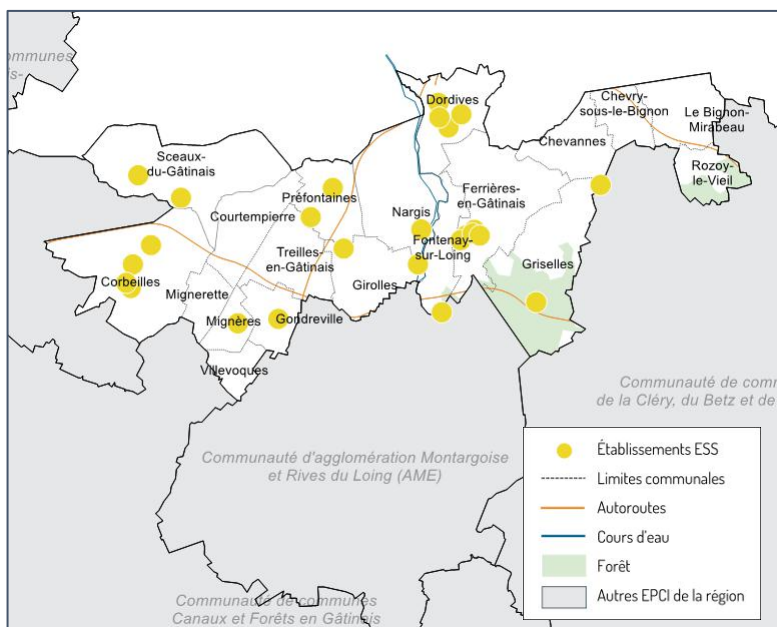 ommunes
is-
Dordives
Chevry-
sous-le-Bignon
Le Bignon-
Mirabeau
Chevannes
Rozoy-
le-Vieil
Sceaux-
du-Gâtinais
Préfontaines
Ferrières-
en-Gâtinais
Courtempierre
Nargis
Fontenay-
sur-Loing
Treilles-
en-Gâtinais
Griselles
Corbeilles
Girolles
Mignerette
Mignères
Gondreville
Villevoques
Communauté de com
de la Cléry, du Betz et de
Communauté d'agglomération Montargoise
et Rives du Loing (AME)
Communauté de communes
Canaux et Forêts en Gâtinais
Établissements ESS
Limites communales
Autoroutes
Cours d'eau
Forêt
Autres EPCI de la région